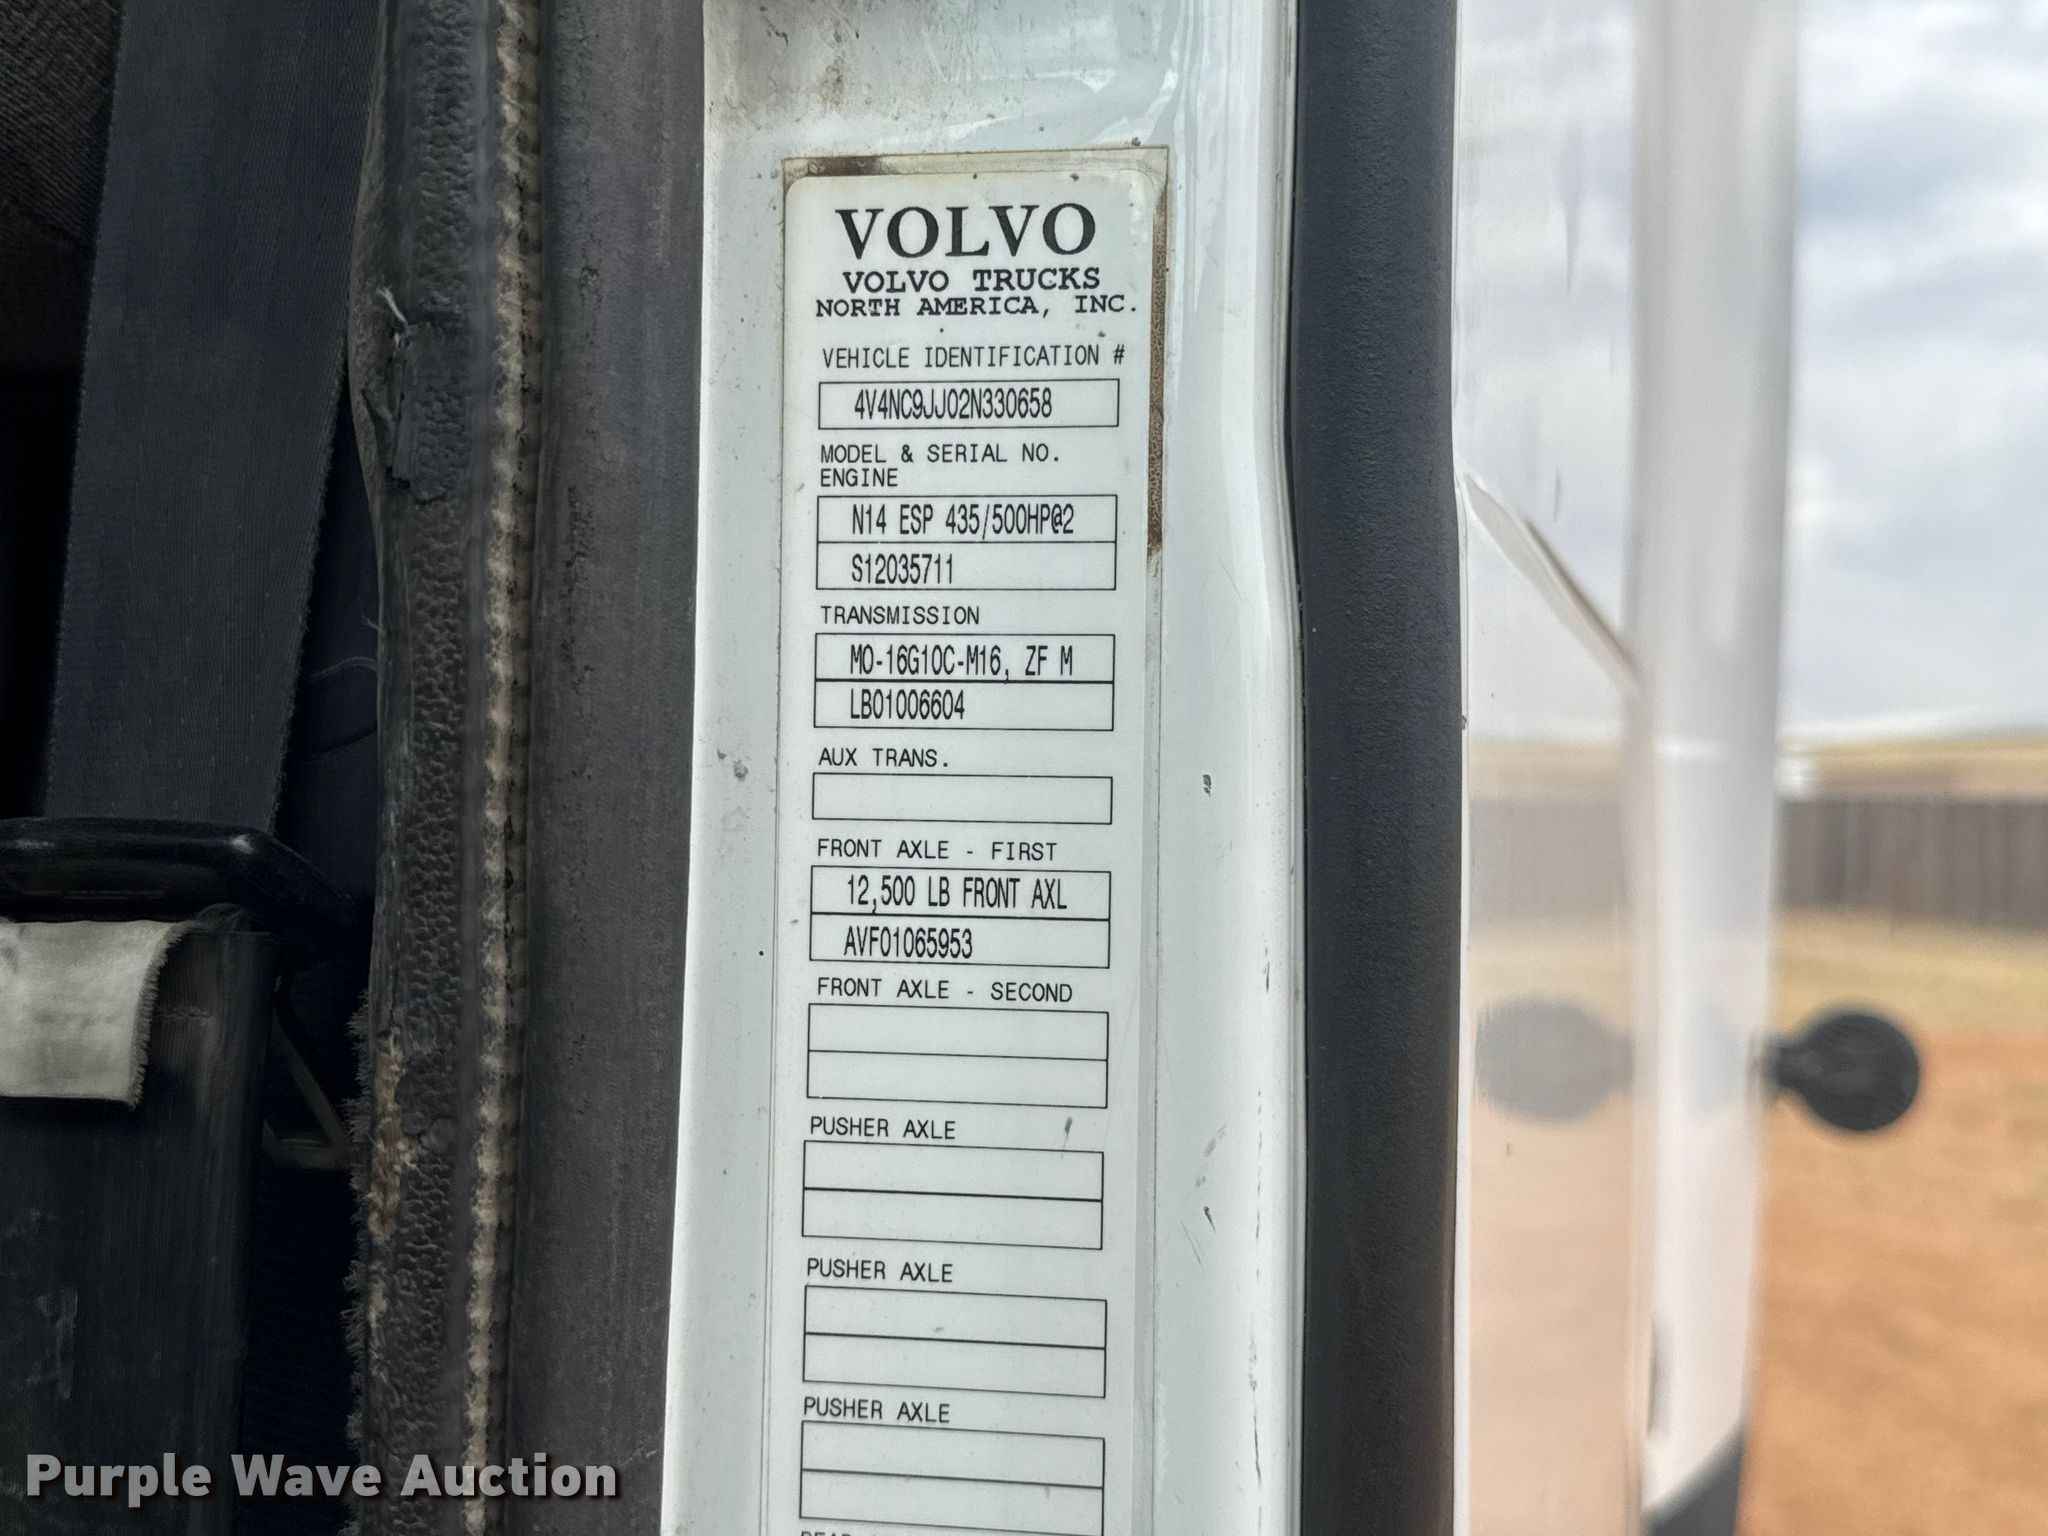 VOLVO
VOLVO TRUCKS
NORTH AMERICA, INC.
VEHICLE IDENTIFICATION #
4V4NC9JJ02N330658
MODEL & SERIAL NO.
ENGINE
N14 ESP 435/500HP@2
S12035711
TRANSMISSION
MO-16G10C-M16, ZF M
LB01006604
AUX TRANS.
FRONT AXLE - FIRST
12,500 LB FRONT AXL
AVF01065953
FRONT AXLE - SECOND
PUSHER AXLE
PUSHER AXLE
PUSHER AXLE
Purple Wave Auction